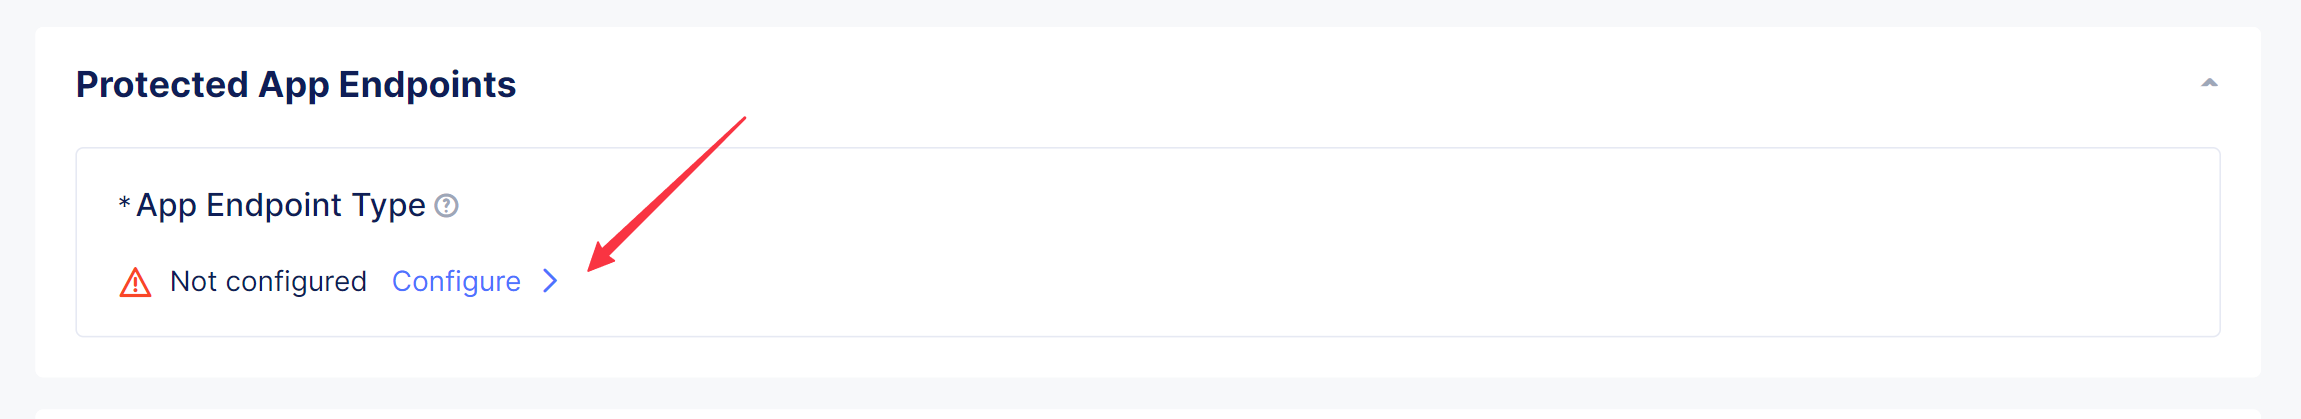 Protected App Endpoints
*App Endpoint Type ?
Not configured Configure >